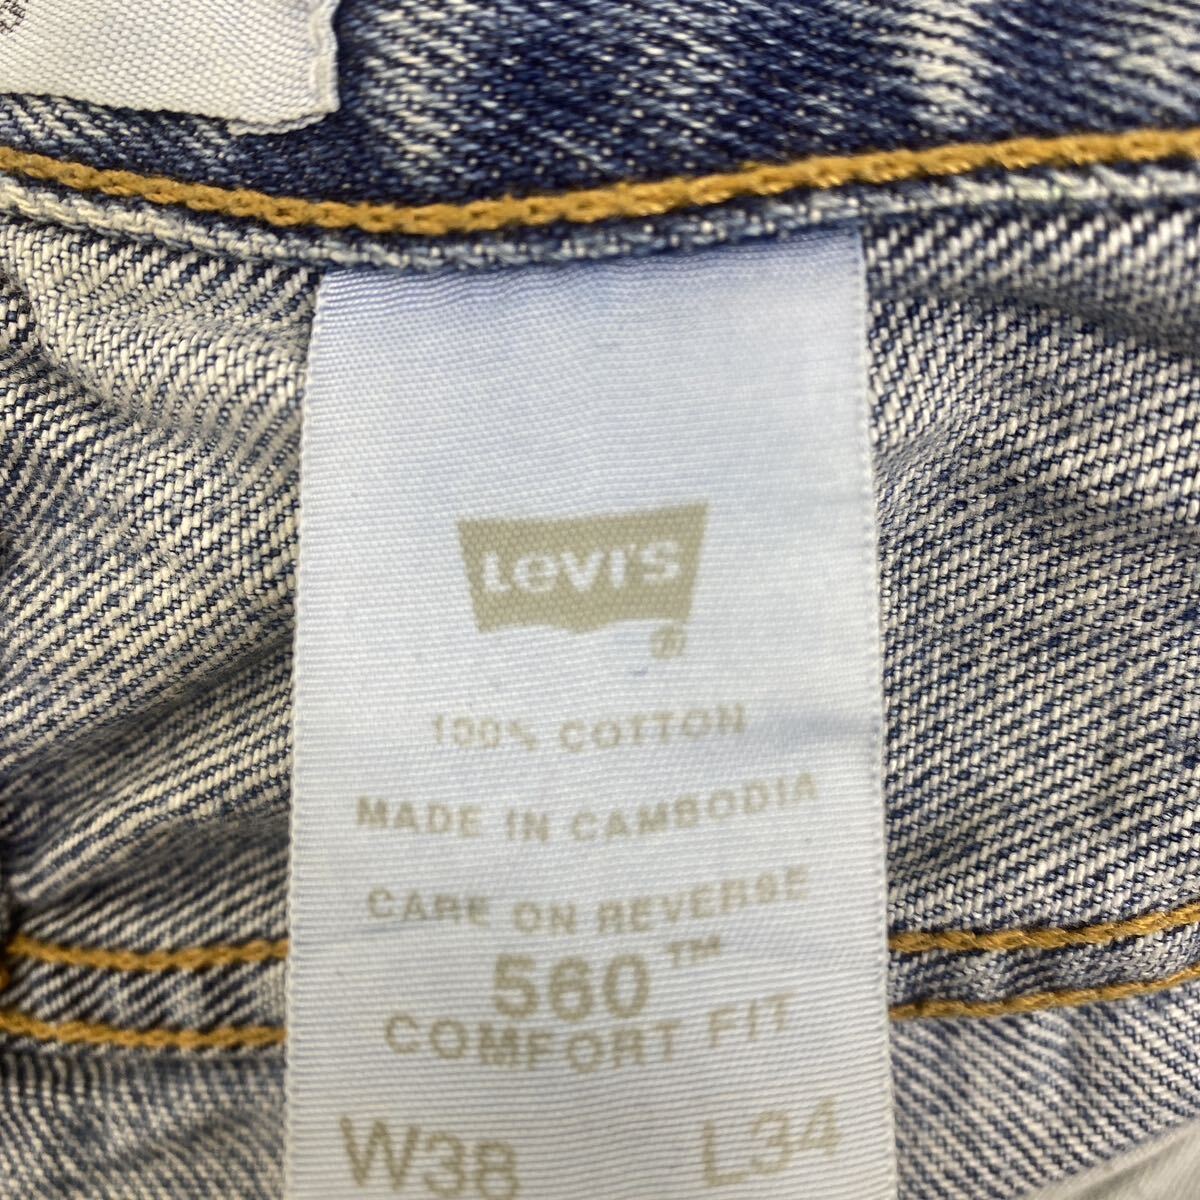 Levi's
®
100% COTTON
MADE IN CAMBODIA
CARE ON REVERSE
560™
COMFORT FIT
W38 L34